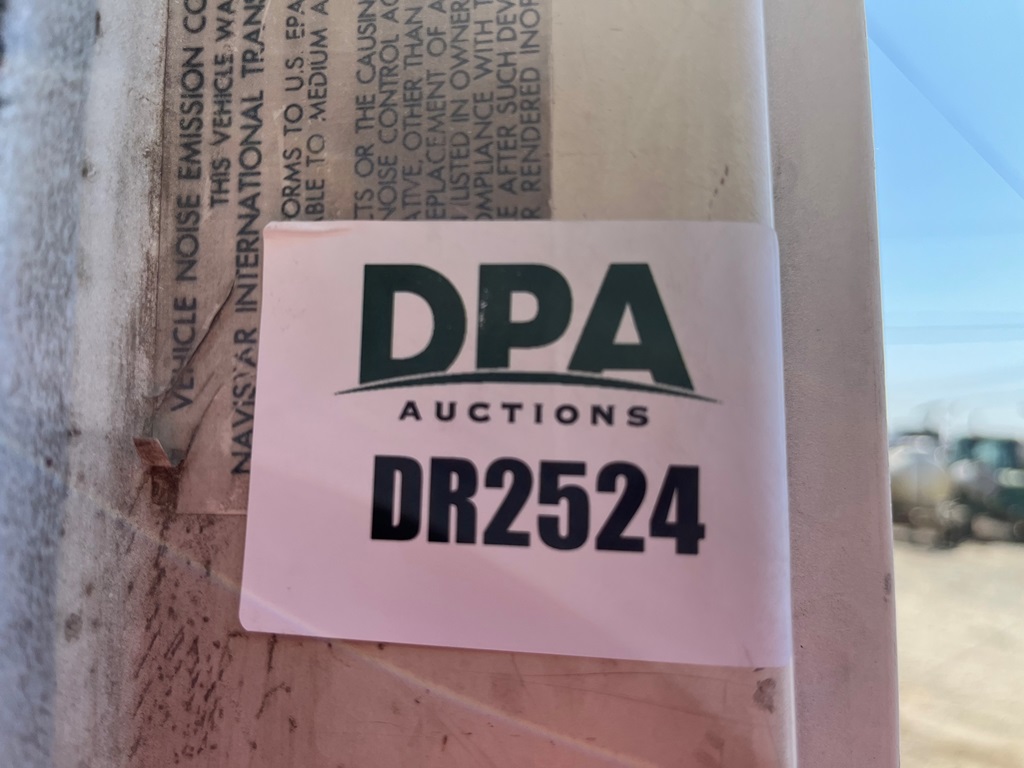 VEHICLE NOISE EMISSION CO
THIS VEHICLE WA
NAVISTAR INTERNATIONAL TRANS
ORMS TO U.S. EPA
ABLE TO MEDIUM A
CTS OR THE CAUSING
NOISE CONTROL AC
ATIVE, OTHER THAN
EPLACEMENT OF A
LISTED IN OWNER
OMPLIANCE WITH T
E AFTER SUCH DEV
R RENDERED INOP
DPA
AUCTIONS
DR2524